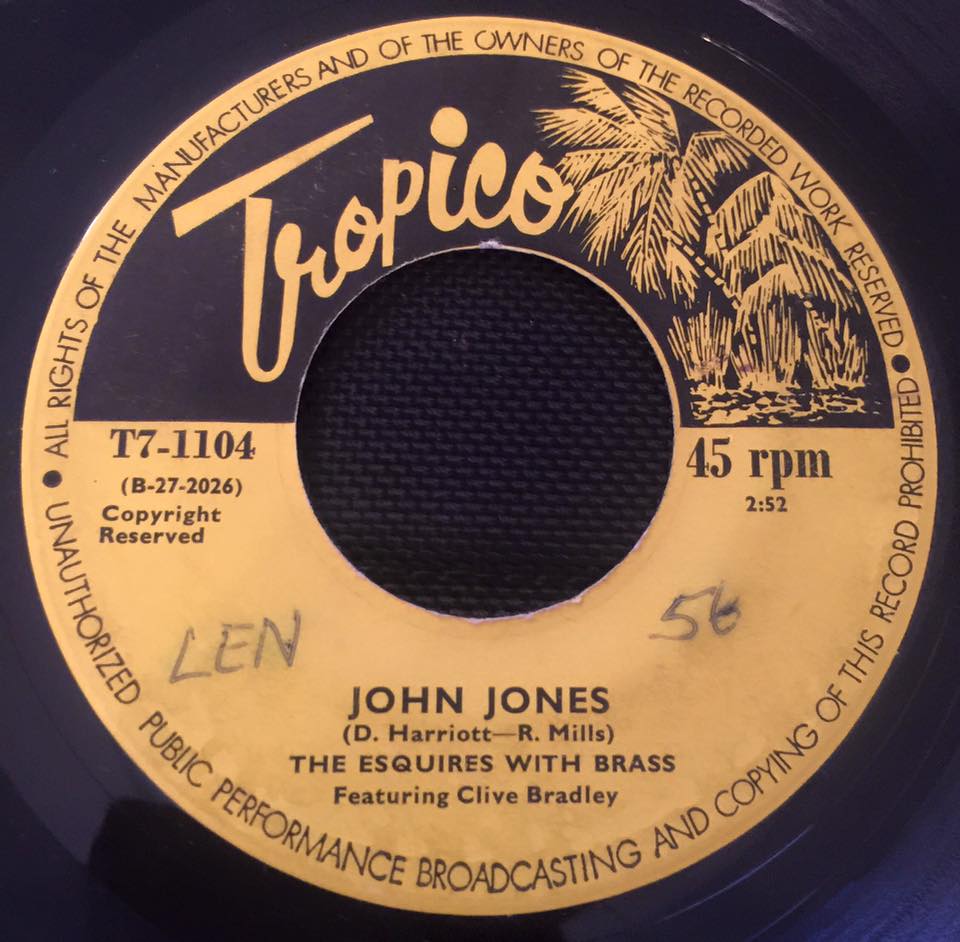 ALL RIGHTS OF THE MANUFACTURERS AND OF THE OWNERS OF THE RECORDED WORK RESERVED
Tropico
T7-1104
(B-27-2026)
Copyright
Reserved
45 rpm
2:52
LEN
56
JOHN JONES
(D. Harriott—R. Mills)
THE ESQUIRES WITH BRASS
Featuring Clive Bradley
UNAUTHORIZED PUBLIC PERFORMANCE BROADCASTING AND COPYING OF THIS RECORD PROHIBITED